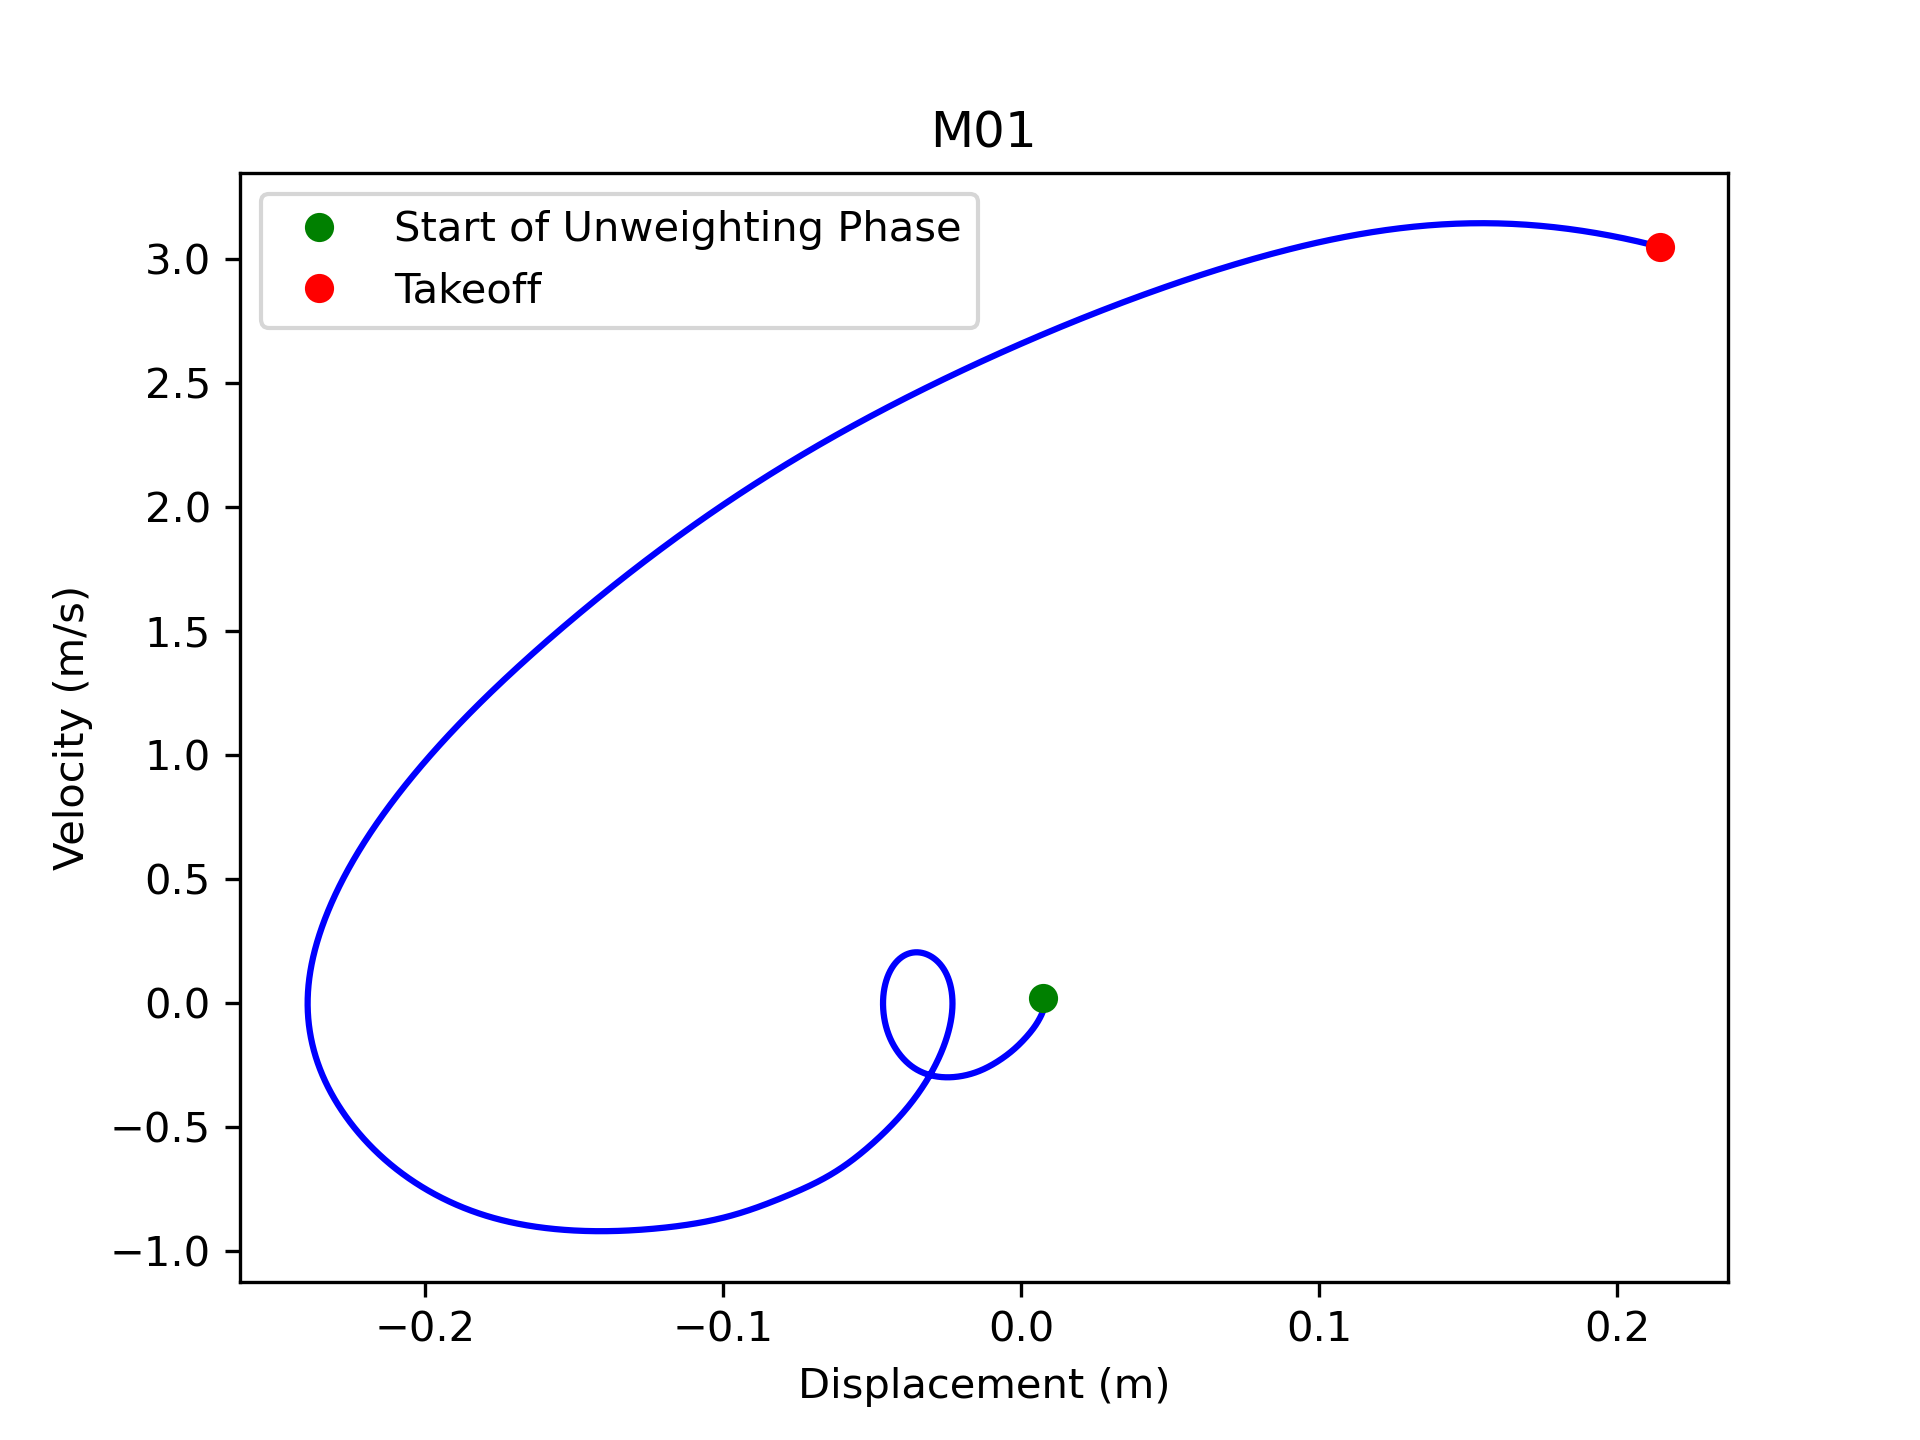 M01
Start of Unweighting Phase
Takeoff
3.0
2.5
2.0
1.5
1.0
0.5
0.0
−0.5
−1.0
Velocity (m/s)
−0.2 −0.1 0.0 0.1 0.2
Displacement (m)